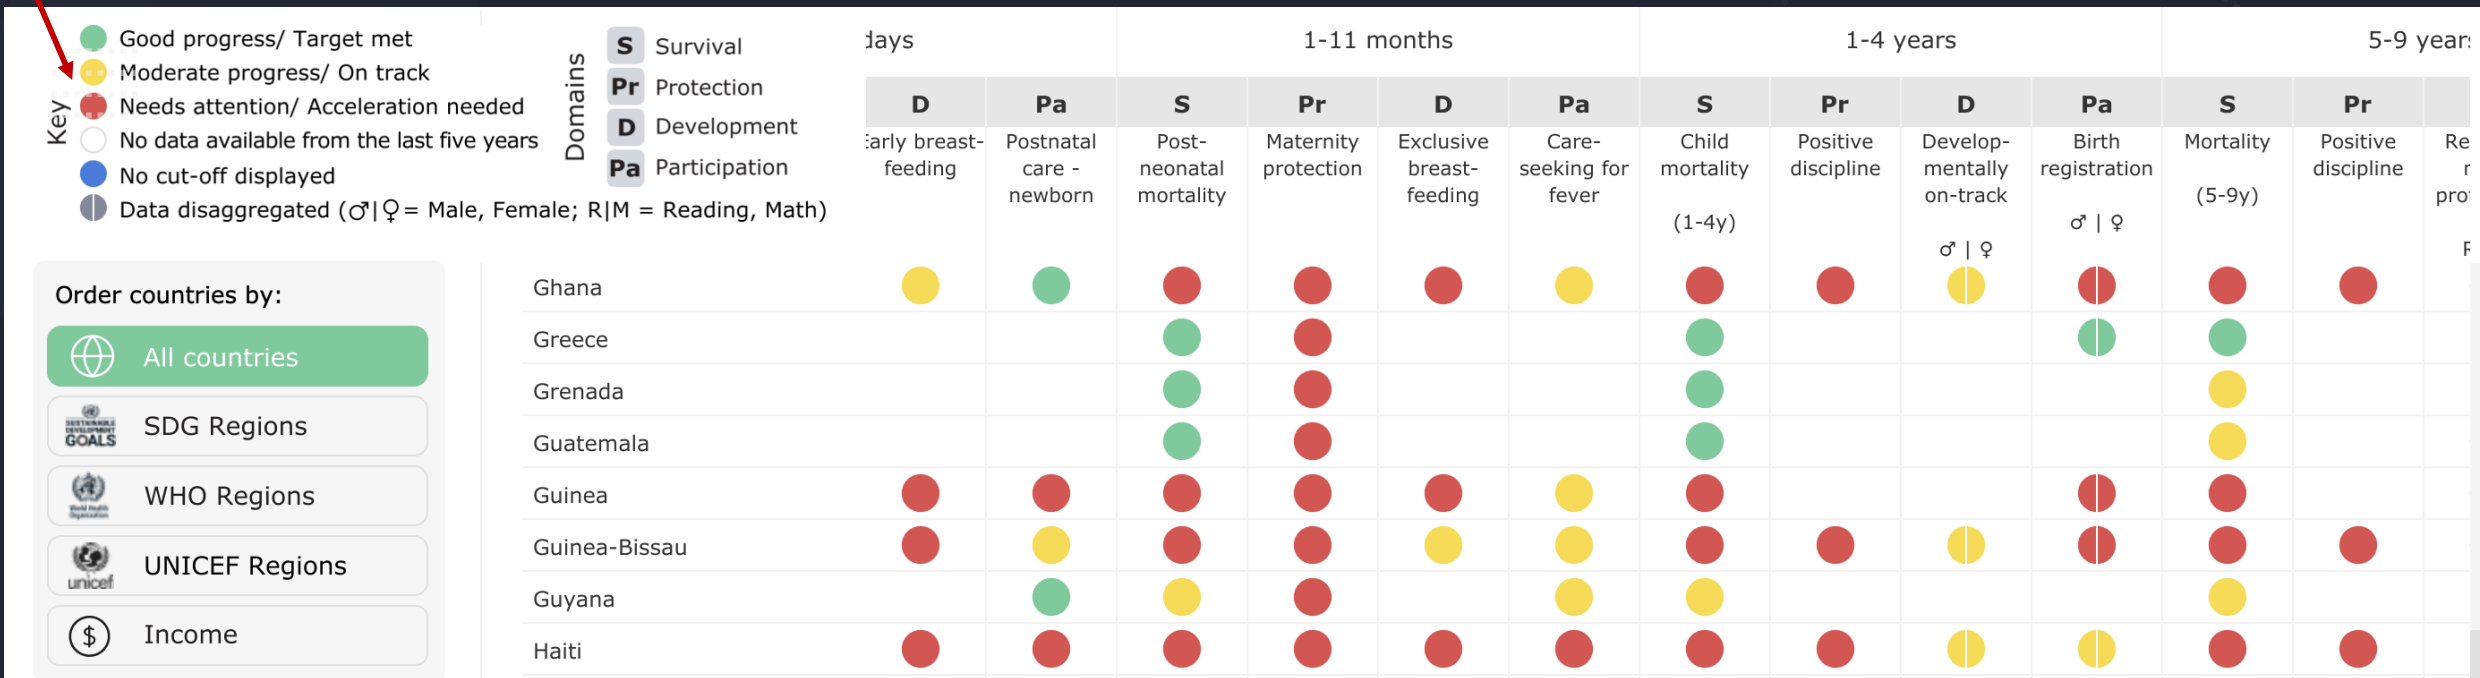 Key
Good progress/ Target met
Moderate progress/ On track
Needs attention/ Acceleration needed
No data available from the last five years
No cut-off displayed
Data disaggregated (♂|♀= Male, Female; R|M = Reading, Math)
Domains
S Survival
Pr Protection
D Development
Pa Participation
Order countries by:
All countries
SUSTAINABLE DEVELOPMENT GOALS
SDG Regions
World Health Organization
WHO Regions
unicef
UNICEF Regions
$ Income
days 1-11 months 1-4 years 5-9 years
D Pa S Pr D Pa S Pr D Pa S Pr
Early breast-
feeding
Postnatal
care -
newborn
Post-
neonatal
mortality
Maternity
protection
Exclusive
breast-
feeding
Care-
seeking for
fever
Child
mortality
(1-4y)
Positive
discipline
Develop-
mentally
on-track
♂ | ♀
Birth
registration
♂ | ♀
Mortality
(5-9y)
Positive
discipline
Ghana
Greece
Grenada
Guatemala
Guinea
Guinea-Bissau
Guyana
Haiti